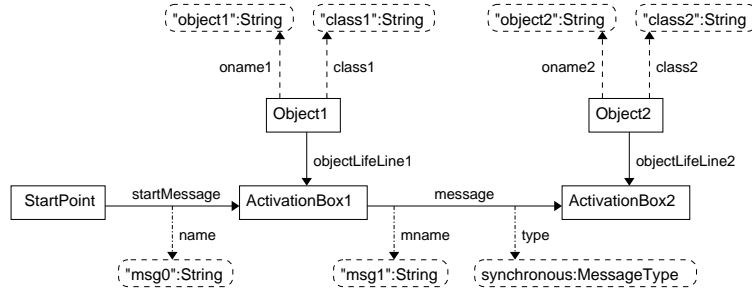 "object1":String "class1":String "object2":String "class2":String
oname1 class1 oname2 class2
Object1 Object2
objectLifeLine1 objectLifeLine2
StartPoint startMessage ActivationBox1 message ActivationBox2
name mname type
"msg0":String "msg1":String synchronous:MessageType